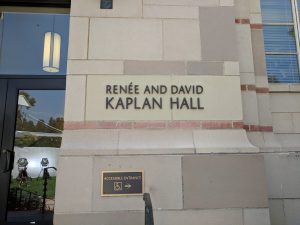 RENÉE AND DAVID
KAPLAN HALL
ACCESSIBLE ENTRANCE